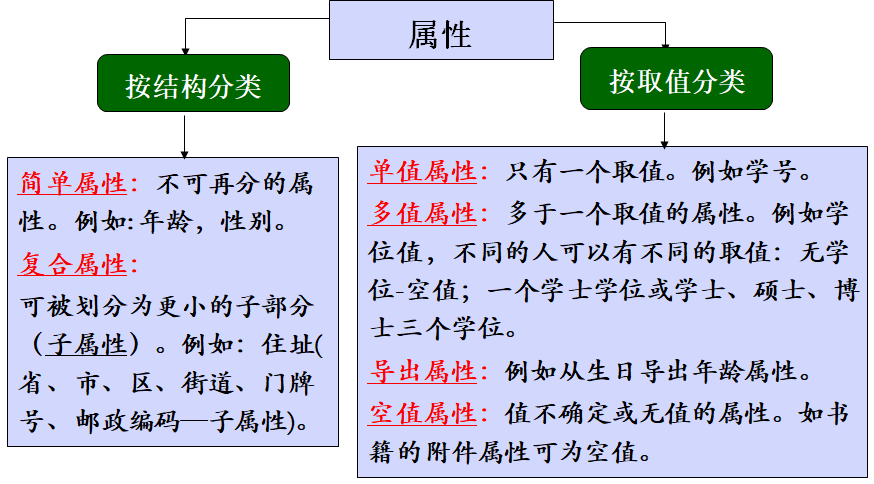 属性
按结构分类
按取值分类
简单属性：不可再分的属
性。例如:年龄，性别。
复合属性：
可被划分为更小的子部分
（子属性）。例如：住址(
省、市、区、街道、门牌
号、邮政编码—子属性)。
单值属性：只有一个取值。例如学号。
多值属性：多于一个取值的属性。例如学
位值，不同的人可以有不同的取值：无学
位-空值；一个学士学位或学士、硕士、博
士三个学位。
导出属性：例如从生日导出年龄属性。
空值属性：值不确定或无值的属性。如书
籍的附件属性可为空值。